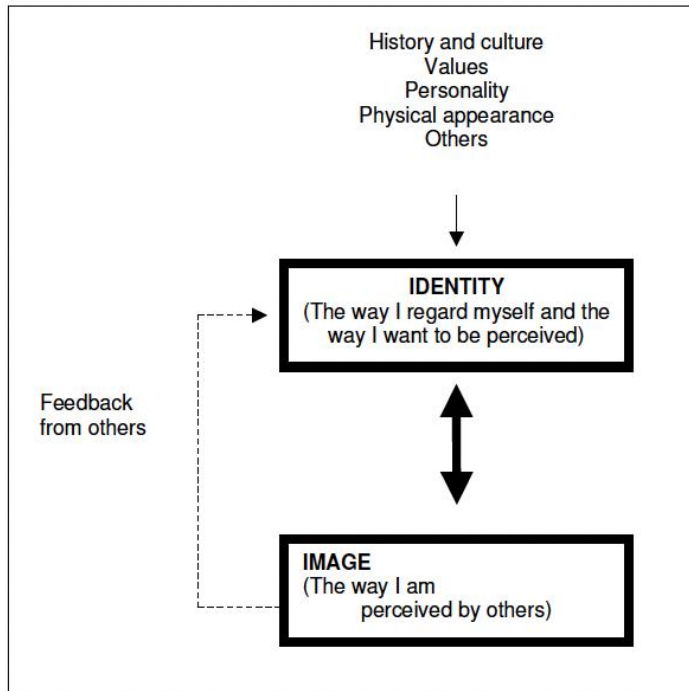 History and culture
Values
Personality
Physical appearance
Others
IDENTITY
(The way I regard myself and the
way I want to be perceived)
Feedback
from others
IMAGE
(The way I am
perceived by others)